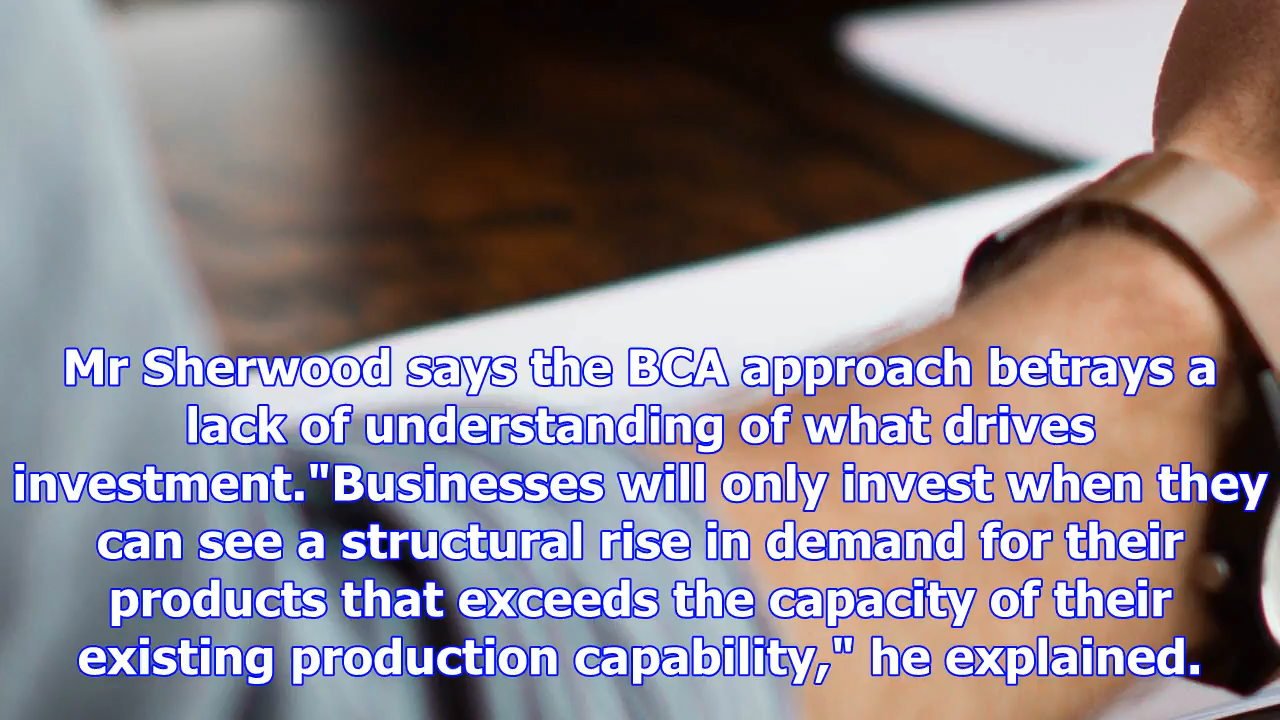 Mr Sherwood says the BCA approach betrays a
lack of understanding of what drives
investment."Businesses will only invest when they
can see a structural rise in demand for their
products that exceeds the capacity of their
existing production capability," he explained.